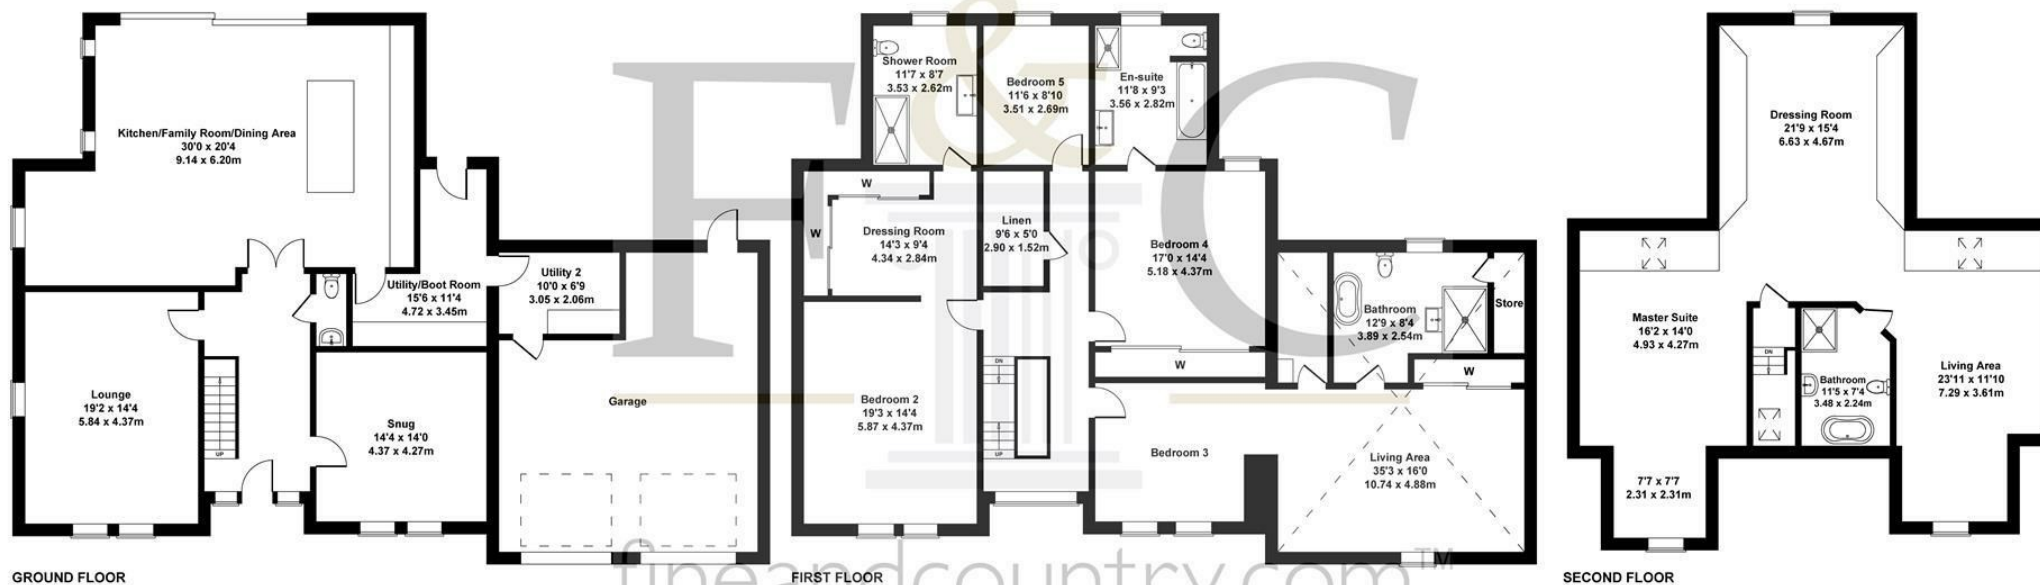 Kitchen/Family Room/Dining Area
30'0 x 20'4
9.14 x 6.20m
Utility/Boot Room
15'6 x 11'4
4.72 x 3.45m
Utility 2
10'0 x 6'9
3.05 x 2.06m
Lounge
19'2 x 14'4
5.84 x 4.37m
UP
Snug
14'4 x 14'0
4.37 x 4.27m
Garage
GROUND FLOOR
F & C
Shower Room
11'7 x 8'7
3.53 x 2.62m
Bedroom 5
11'6 x 8'10
3.51 x 2.69m
En-suite
11'8 x 9'3
3.56 x 2.82m
W
W
Dressing Room
14'3 x 9'4
4.34 x 2.84m
Linen
9'6 x 5'0
2.90 x 1.52m
Bedroom 4
17'0 x 14'4
5.18 x 4.37m
W
Bathroom
12'9 x 8'4
3.89 x 2.54m
Store
W
DN
UP
Bedroom 2
19'3 x 14'4
5.87 x 4.37m
Bedroom 3
Living Area
35'3 x 16'0
10.74 x 4.88m
fineandcountry.com™
FIRST FLOOR
Dressing Room
21'9 x 15'4
6.63 x 4.67m
Master Suite
16'2 x 14'0
4.93 x 4.27m
DN
Bathroom
11'5 x 7'4
3.48 x 2.24m
Living Area
23'11 x 11'10
7.29 x 3.61m
7'7 x 7'7
2.31 x 2.31m
SECOND FLOOR